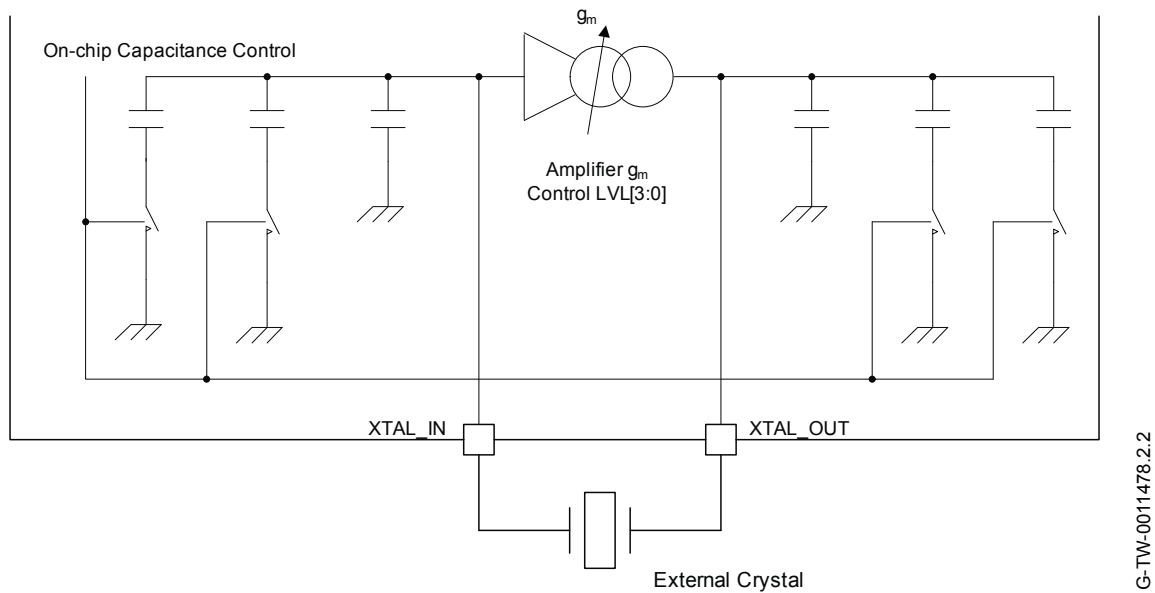 gm
On-chip Capacitance Control
Amplifier gm
Control LVL[3:0]
XTAL_IN
XTAL_OUT
External Crystal
G-TW-0011478.2.2